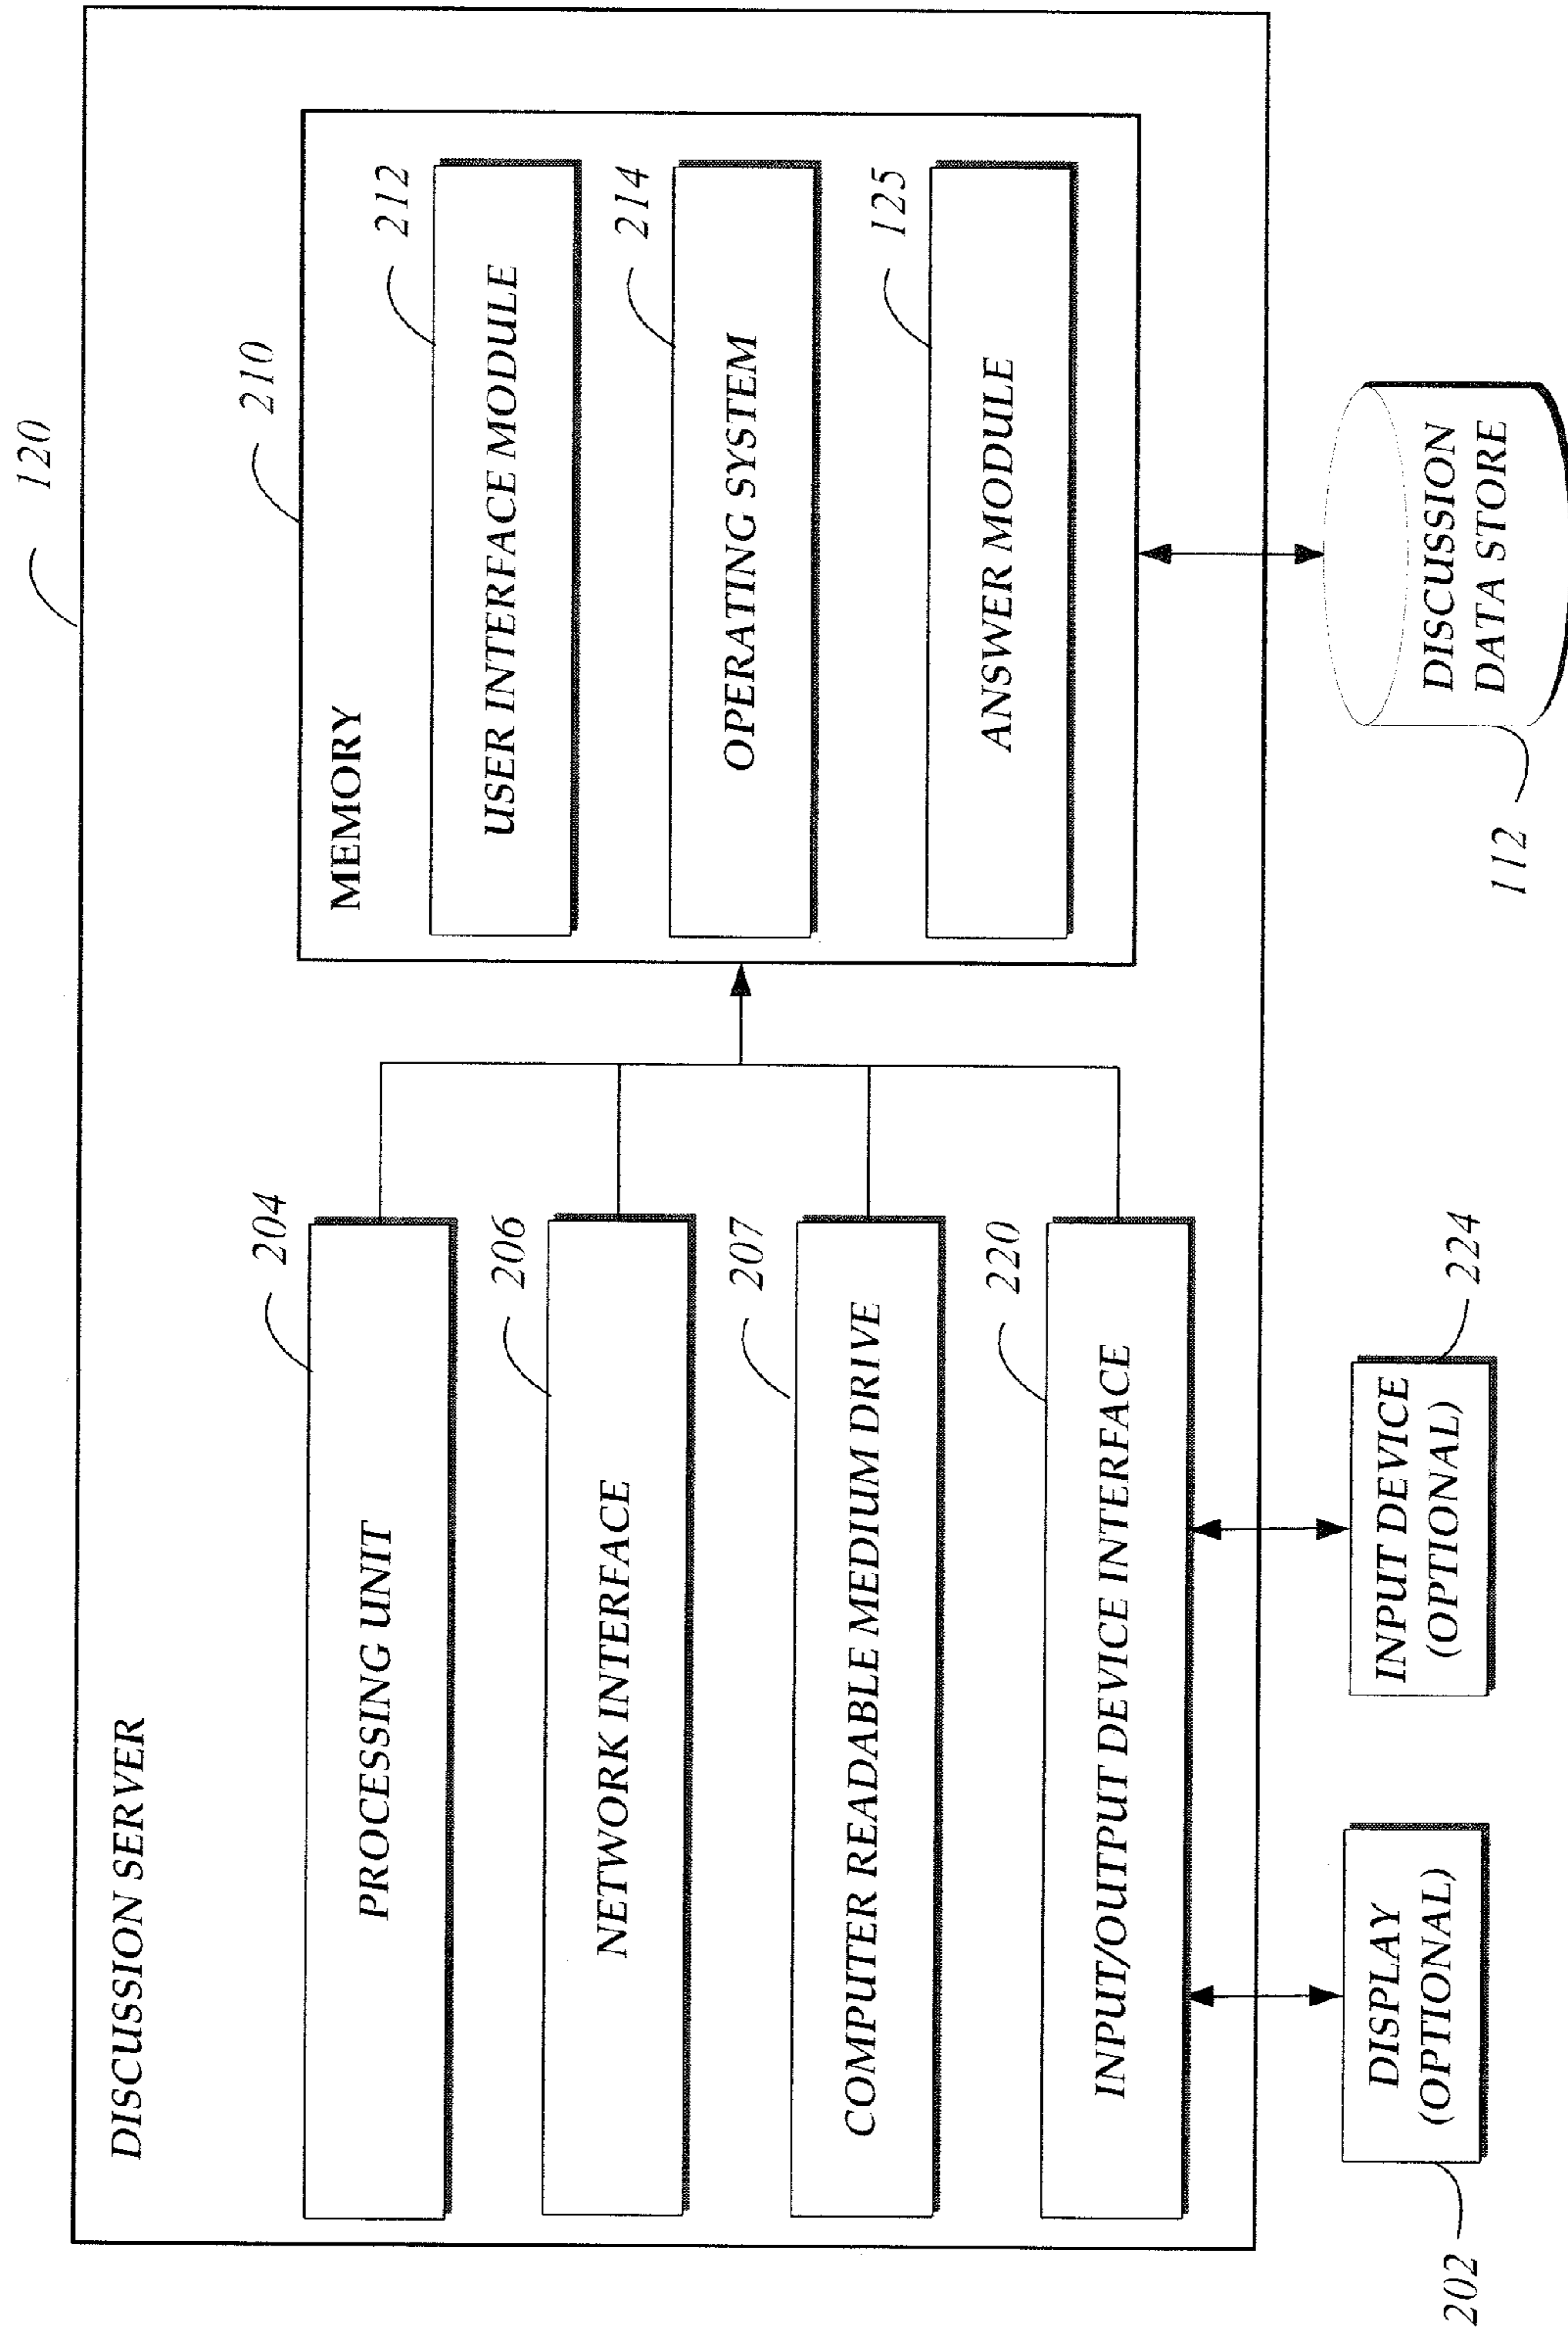 120
DISCUSSION SERVER
204
PROCESSING UNIT
206
NETWORK INTERFACE
207
COMPUTER READABLE MEDIUM DRIVE
220
INPUT/OUTPUT DEVICE INTERFACE
210
MEMORY
212
USER INTERFACE MODULE
214
OPERATING SYSTEM
125
ANSWER MODULE
202
DISPLAY
(OPTIONAL)
INPUT DEVICE
(OPTIONAL)
224
112
DISCUSSION
DATA STORE